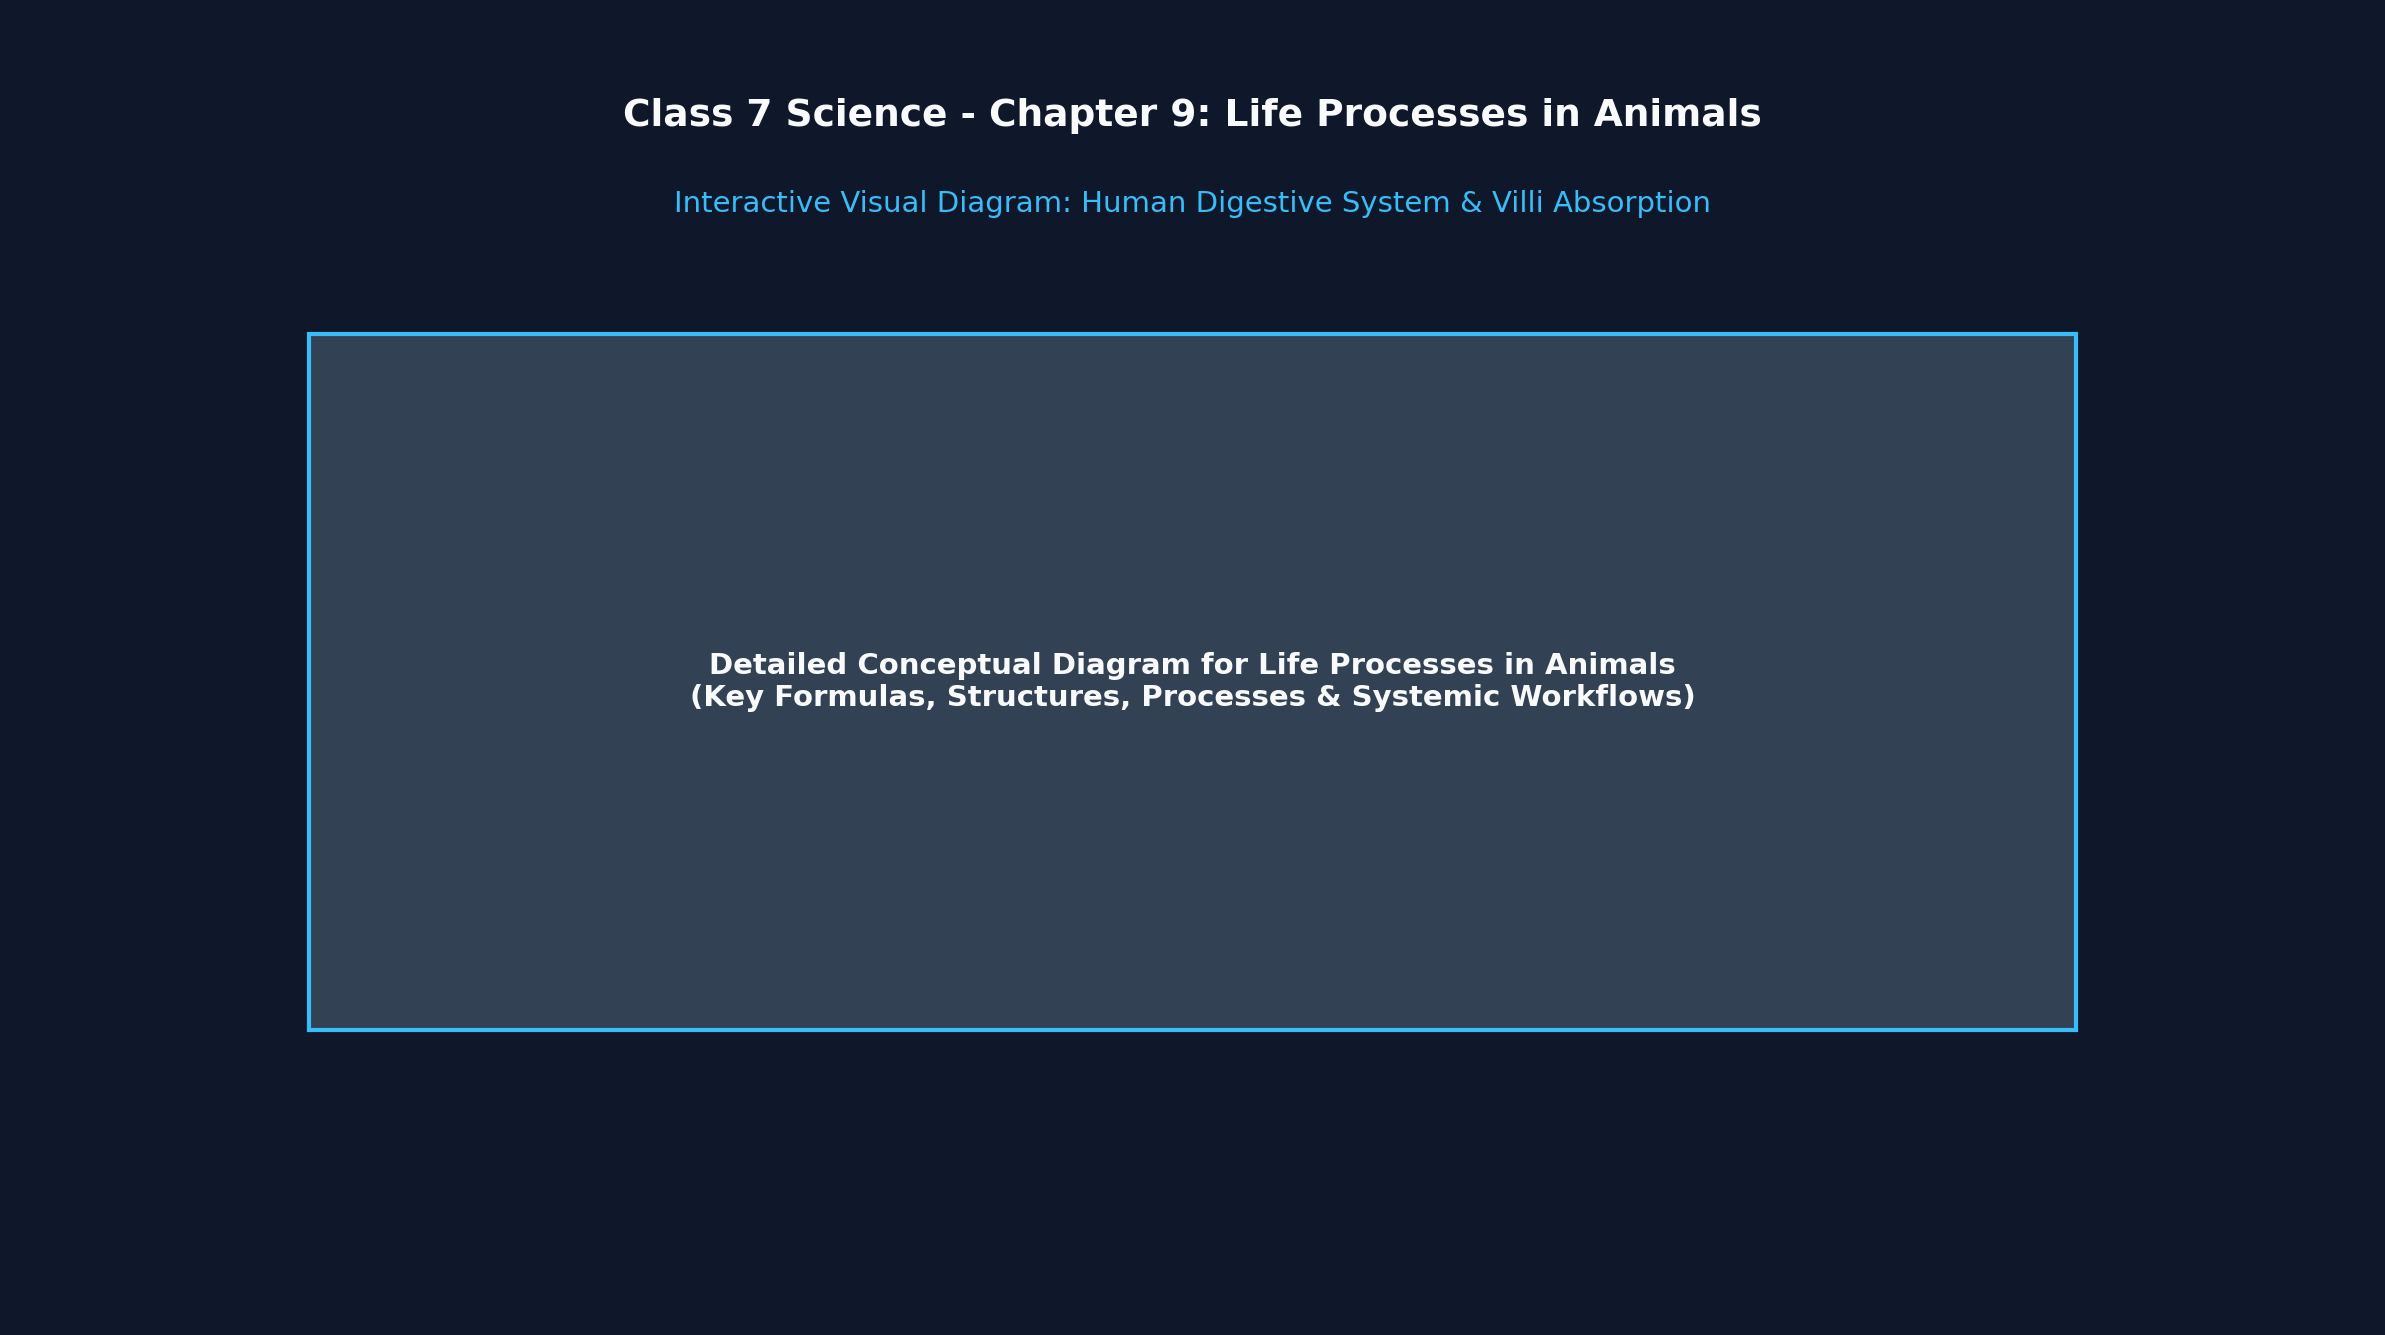 Class 7 Science - Chapter 9: Life Processes in Animals
Interactive Visual Diagram: Human Digestive System & Villi Absorption
Detailed Conceptual Diagram for Life Processes in Animals
(Key Formulas, Structures, Processes & Systemic Workflows)